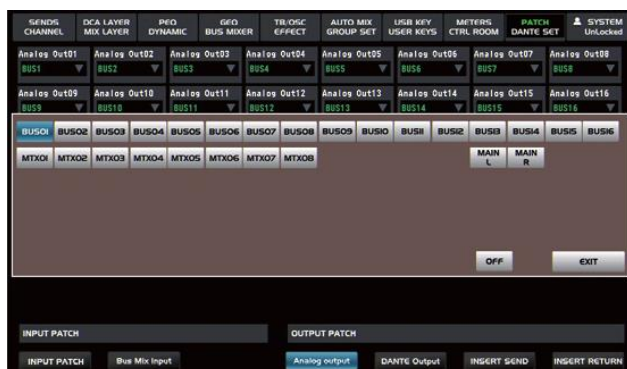 SENDS DCA LAYER PEQ GEQ TB/OSC AUTO MIX USB KEY METERS PATCH SYSTEM
CHANNEL MIX LAYER DYNAMIC BUS MIXER EFFECT GROUP SET USER KEYS CTRL ROOM DANTE SET UnLocked
Analog Out01 Analog Out02 Analog Out03 Analog Out04 Analog Out05 Analog Out06 Analog Out07 Analog Out08
BUS1 BUS2 BUS3 BUS4 BUS5 BUS6 BUS7 BUS8
Analog Out09 Analog Out10 Analog Out11 Analog Out12 Analog Out13 Analog Out14 Analog Out15 Analog Out16
BUS9 BUS10 BUS11 BUS12 BUS13 BUS14 BUS15 BUS16
BUS01 BUS02 BUS03 BUS04 BUS05 BUS06 BUS07 BUS08 BUS09 BUS10 BUS11 BUS12 BUS13 BUS14 BUS15 BUS16
MTX01 MTX02 MTX03 MTX04 MTX05 MTX06 MTX07 MTX08 MAIN MAIN
L R
OFF EXIT
INPUT PATCH OUTPUT PATCH
INPUT PATCH Bus Mix Input Analog output DANTE Output INSERT SEND INSERT RETURN